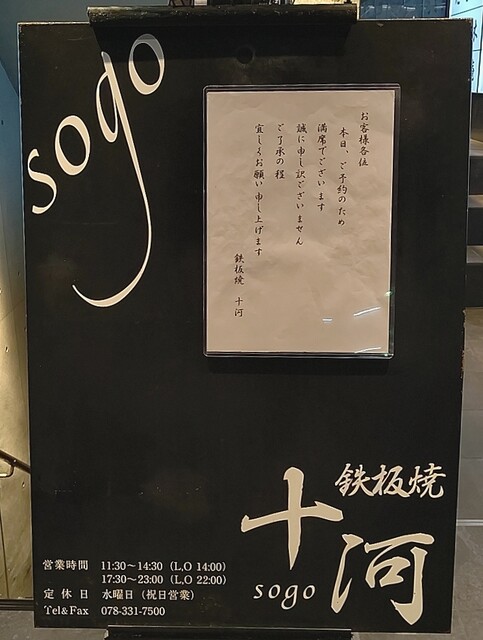 sogo
お客様各位
本日、ご予約のため
満席でございます
誠に申し訳ございません
ご了承の程
宜しくお願い申し上げます
鉄板焼 十河
鉄板焼
十河
sogo
営業時間 11:30〜14:30（L,O 14:00）
17:30〜23:00（L,O 22:00）
定休日 水曜日（祝日営業）
Tel&Fax 078-331-7500